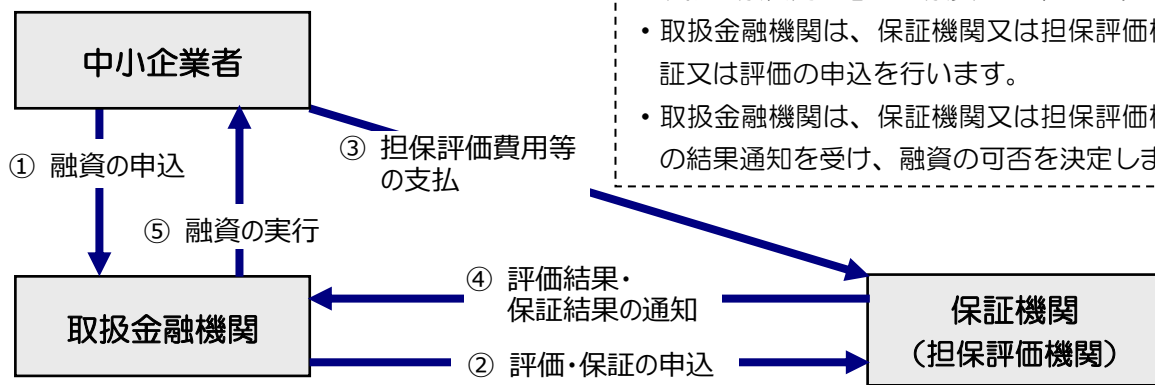 ・取扱金融機関は、保証機関又は担保評価
証又は評価の申込を行います。
・取扱金融機関は、保証機関又は担保評価
の結果通知を受け、融資の可否を決定しま
中小企業者
① 融資の申込
③ 担保評価費用等
の支払
⑤ 融資の実行
④ 評価結果・
保証結果の通知
取扱金融機関
② 評価・保証の申込
保証機関
(担保評価機関)